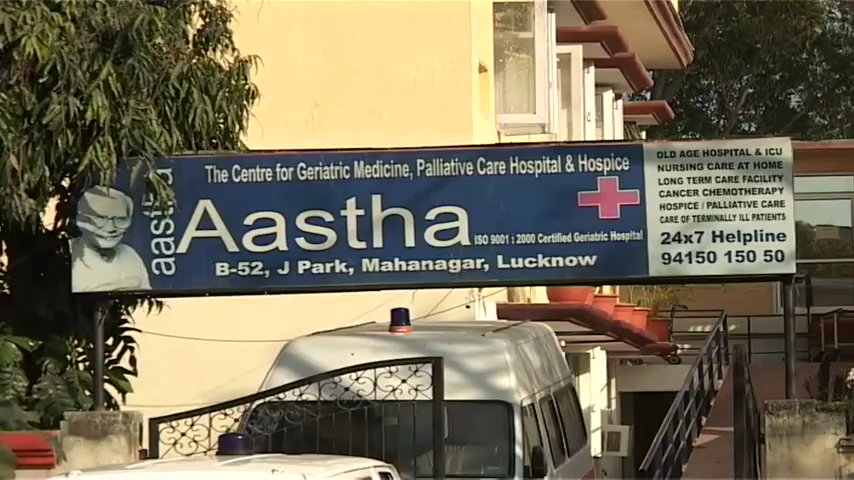 The Centre for Geriatric Medicine, Palliative Care Hospital & Hospice
aastha
Aastha
ISO 9001 : 2000 Certified Geriatric Hospital
B-52, J Park, Mahanagar, Lucknow
OLD AGE HOSPITAL & ICU
NURSING CARE AT HOME
LONG TERM CARE FACILITY
CANCER CHEMOTHERAPY
HOSPICE / PALLIATIVE CARE
CARE OF TERMINALLY ILL PATIENTS
24x7 Helpline
94150 150 50